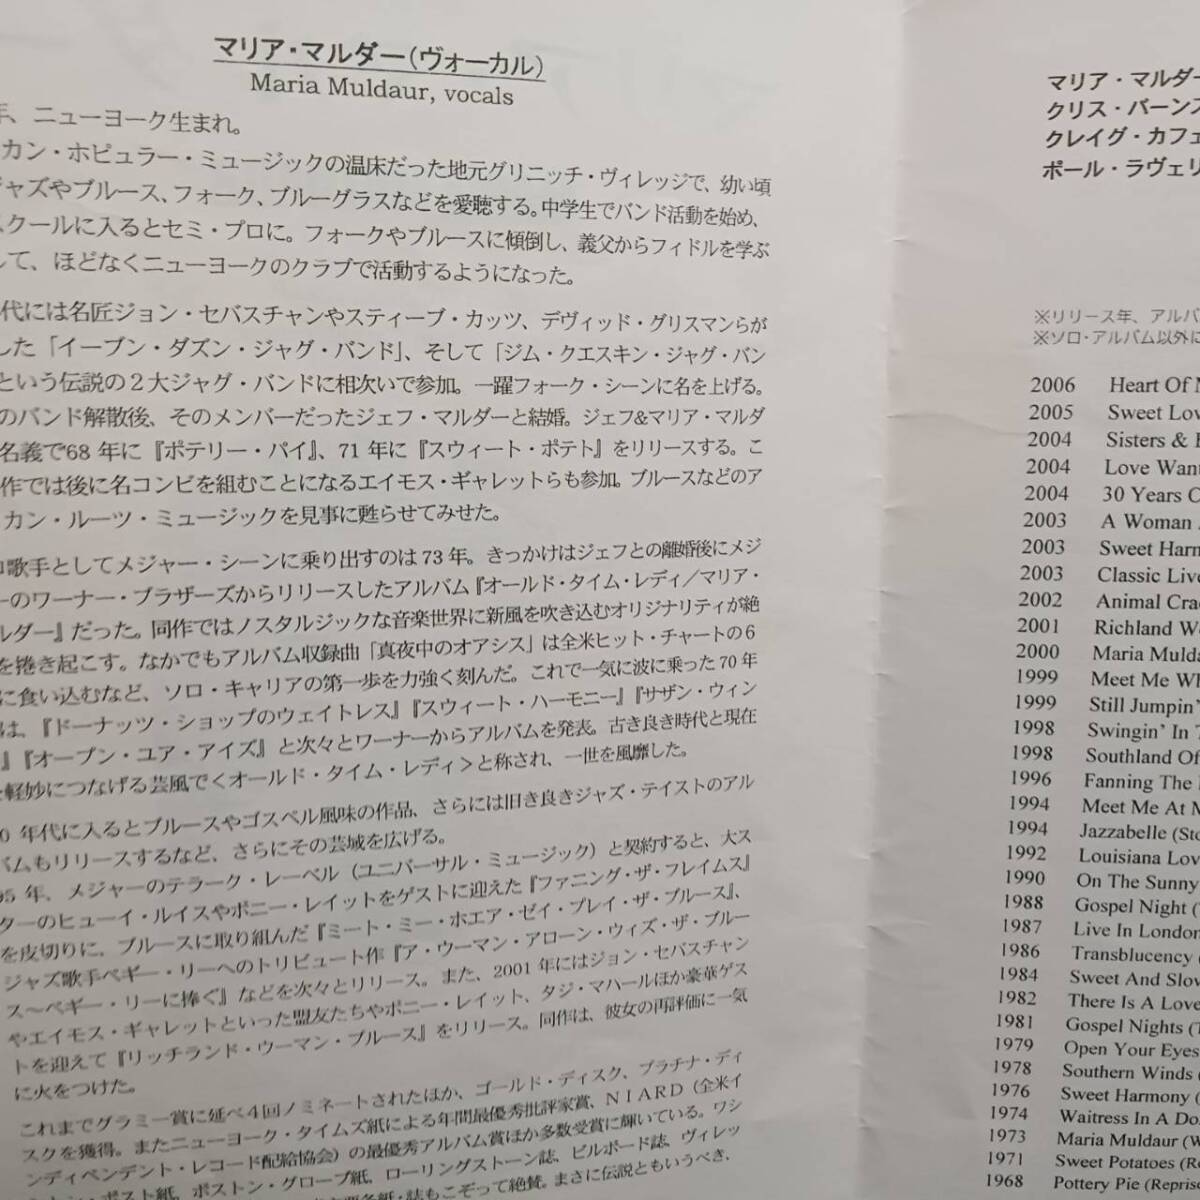 マリア・マルダー(ヴォーカル)
Maria Muldaur, vocals
年、ニューヨーク生まれ。
カン・ホピュラー・ミュージックの温床だった地元グリニッチ・ヴィレッジで、幼い頃
ジャズやブルース、フォーク、ブルーグラスなどを愛聴する。中学生でバンド活動を始め、
スクールに入るとセミ・プロに。フォークやブルースに傾倒し、義父からフィドルを学ぶ
して、ほどなくニューヨークのクラブで活動するようになった。
代には名匠ジョン・セバスチャンやスティーブ・カッツ、デヴィッド・グリスマンらが
した「イーブン・ダズン・ジャグ・バンド」、そして「ジム・クエスキン・ジャグ・バン
という伝説の2大ジャグ・バンドに相次いで参加。一躍フォーク・シーンに名を上げる。
のバンド解散後、そのメンバーだったジェフ・マルダーと結婚。ジェフ&マリア・マルダ
名義で68年に『ポテリー・パイ』、71年に『スウィート・ポテト』をリリースする。こ
作では後に名コンビを組むことになるエイモス・ギャレットらも参加。ブルースなどのア
カン・ルーツ・ミュージックを見事に甦らせてみせた。
歌手としてメジャー・シーンに乗り出すのは73年。きっかけはジェフとの離婚後にメジ
ーのワーナー・ブラザーズからリリースしたアルバム『オールド・タイム・レディ／マリア・
ルダー』だった。同作ではノスタルジックな音楽世界に新風を吹き込むオリジナリティが絶
を捲き起こす。なかでもアルバム収録曲「真夜中のオアシス」は全米ヒット・チャートの6
に食い込むなど、ソロ・キャリアの第一歩を力強く刻んだ。これで一気に波に乗った70年
は、『ドーナッツ・ショップのウェイトレス』『スウィート・ハーモニー』『サザン・ウィン
』『オープン・ユア・アイズ』と次々とワーナーからアルバムを発表。古き良き時代と現在
軽妙につなげる芸風で＜オールド・タイム・レディ＞と称され、一世を風靡した。
0年代に入るとブルースやゴスペル風味の作品、さらには旧き良きジャズ・テイストのアル
バムもリリースするなど、さらにその芸域を広げる。
95年、メジャーのテラーク・レーベル（ユニバーサル・ミュージック）と契約すると、大ス
ターのヒューイ・ルイスやボニー・レイットをゲストに迎えた『ファニング・ザ・フレイムス』
を皮切りに、ブルースに取り組んだ『ミート・ミー・ホエア・ゼイ・プレイ・ザ・ブルース』、
ジャズ歌手ペギー・リーへのトリビュート作『ア・ウーマン・アローン・ウィズ・ザ・ブルー
ス～ペギー・リーに捧ぐ』などを次々とリリース。また、2001年にはジョン・セバスチャン
やエイモス・ギャレットといった盟友たちやボニー・レイット、タジ・マハールほか豪華ゲス
トを迎えて『リッチランド・ウーマン・ブルース』をリリース。同作は、彼女の再評価に一気
に火をつけた。
これまでグラミー賞に延べ4回ノミネートされたほか、ゴールド・ディスク、プラチナ・ディ
スクを獲得。またニューヨーク・タイムズ紙による年間最優秀批評家賞、NIARD（全米イ
ンディペンデント・レコード配給協会）の最優秀アルバム賞ほか多数受賞に輝いている。ワシ
ントン・ポスト紙、ボストン・グローブ紙、ローリングストーン誌、ビルボード誌、ヴィレッ
紙・誌もこぞって絶賛。まさに伝説ともいうべき、
マリア・マルダー
クリス・バーンス
クレイグ・カフェ
ポール・ラヴェリ
※リリース年、アルバ
※ソロ・アルバム以外に
2006 Heart Of M
2005 Sweet Lov
2004 Sisters &
2004 Love Want
2004 30 Years O
2003 A Woman
2003 Sweet Harm
2003 Classic Live
2002 Animal Crac
2001 Richland Wo
2000 Maria Mulda
1999 Meet Me Wh
1999 Still Jumpin'
1998 Swingin' In T
1998 Southland Of
1996 Fanning The
1994 Meet Me At M
1994 Jazzabelle (Sto
1992 Louisiana Lov
1990 On The Sunny
1988 Gospel Night (
1987 Live In London
1986 Transblucency (
1984 Sweet And Slow
1982 There Is A Love
1981 Gospel Nights (T
1979 Open Your Eyes
1978 Southern Winds (
1976 Sweet Harmony (
1974 Waitress In A Do
1973 Maria Muldaur (W
1971 Sweet Potatoes (Re
1968 Pottery Pie (Repris